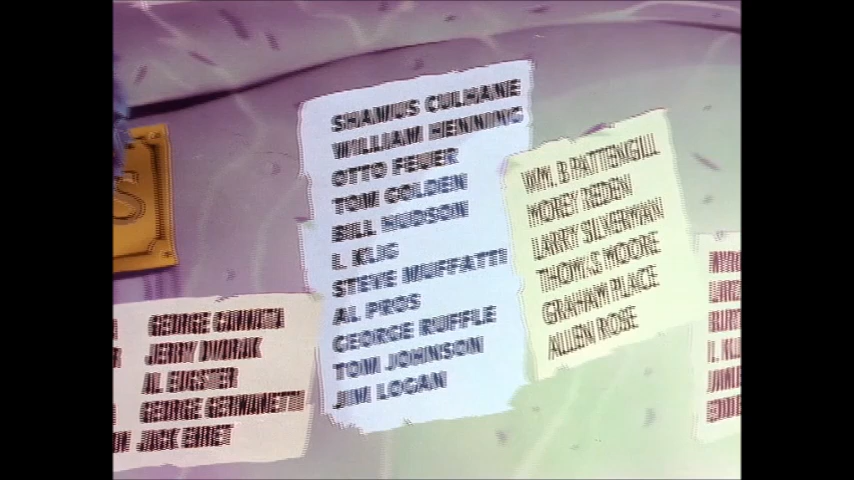 S
GEORGE CANNATA
JERRY DVORAK
AL EUGSTER
GEORGE GERMANETTI
JACK EHRET
SHAMUS CULHANE
WILLIAM HENNING
OTTO FEUER
TOM GOLDEN
BILL HUDSON
I. KLIG
STEVE MUFFATTI
AL PROS
GEORGE RUFFLE
TOM JOHNSON
JIM LOGAN
WM. B PATTENGILL
MOREY REDEN
LARRY SILVERMAN
THOMAS MOORE
GRAHAM PLACE
ALLEN ROSE